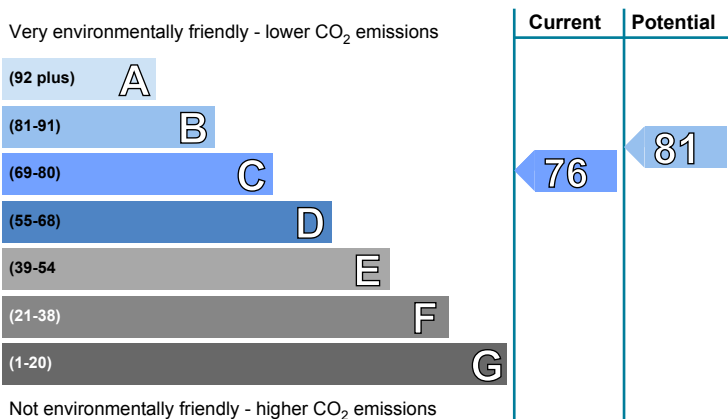 Very environmentally friendly - lower CO2 emissions
Current
Potential
(92 plus) A
(81-91) B
(69-80) C
(55-68) D
(39-54 E
(21-38) F
(1-20) G
76
81
Not environmentally friendly - higher CO2 emissions